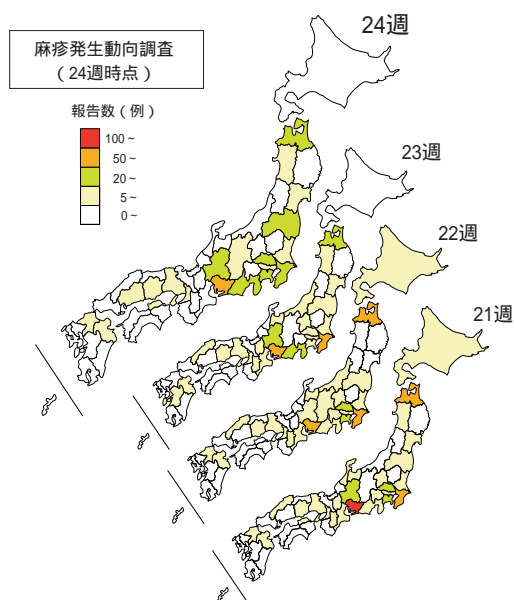 麻疹発生動向調査
（24週時点）
報告数（例）
100~
50~
20~
5~
0~
24週
23週
22週
21週